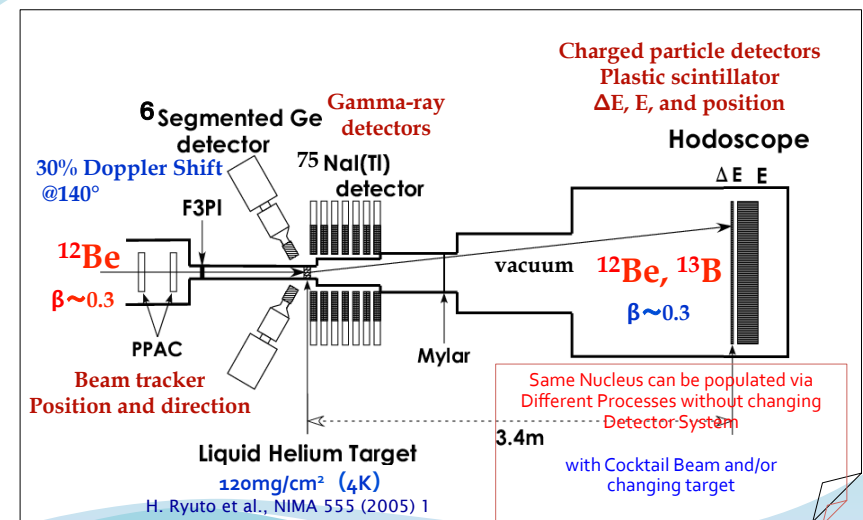 Charged particle detectors
Plastic scintillator
ΔE, E, and position
Hodoscope
Δ E E
6 Segmented Ge
detector
Gamma-ray
detectors
30% Doppler Shift
@140°
75 NaI(Tl)
detector
F3Pl
¹²Be
β~0.3
vacuum
¹²Be, ¹³B
β~0.3
PPAC
Mylar
Beam tracker
Position and direction
Same Nucleus can be populated via
Different Processes without changing
Detector System
3.4m
Liquid Helium Target
120mg/cm² (4K)
H. Ryuto et al., NIMA 555 (2005) 1
with Cocktail Beam and/or
changing target